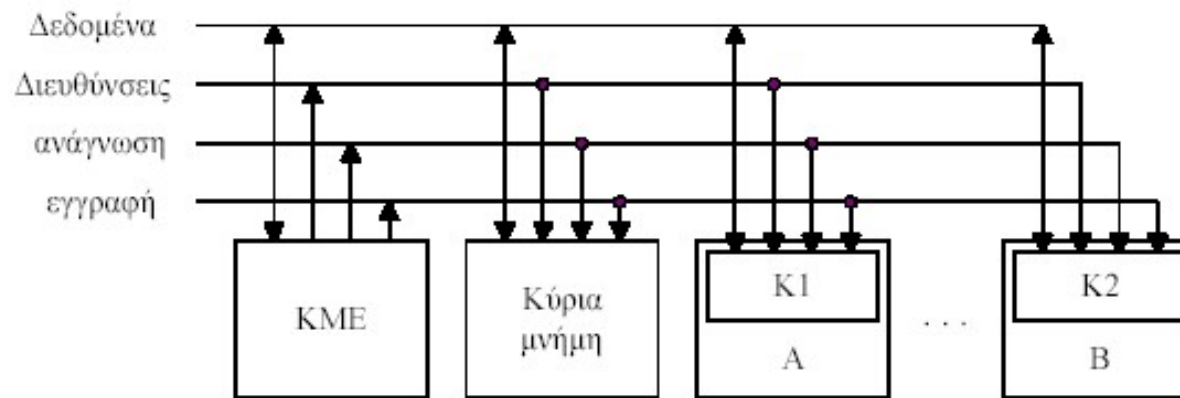 Δεδομένα
Διευθύνσεις
ανάγνωση
εγγραφή
ΚΜΕ
Κύρια
μνήμη
Κ1
Α
. . .
Κ2
Β